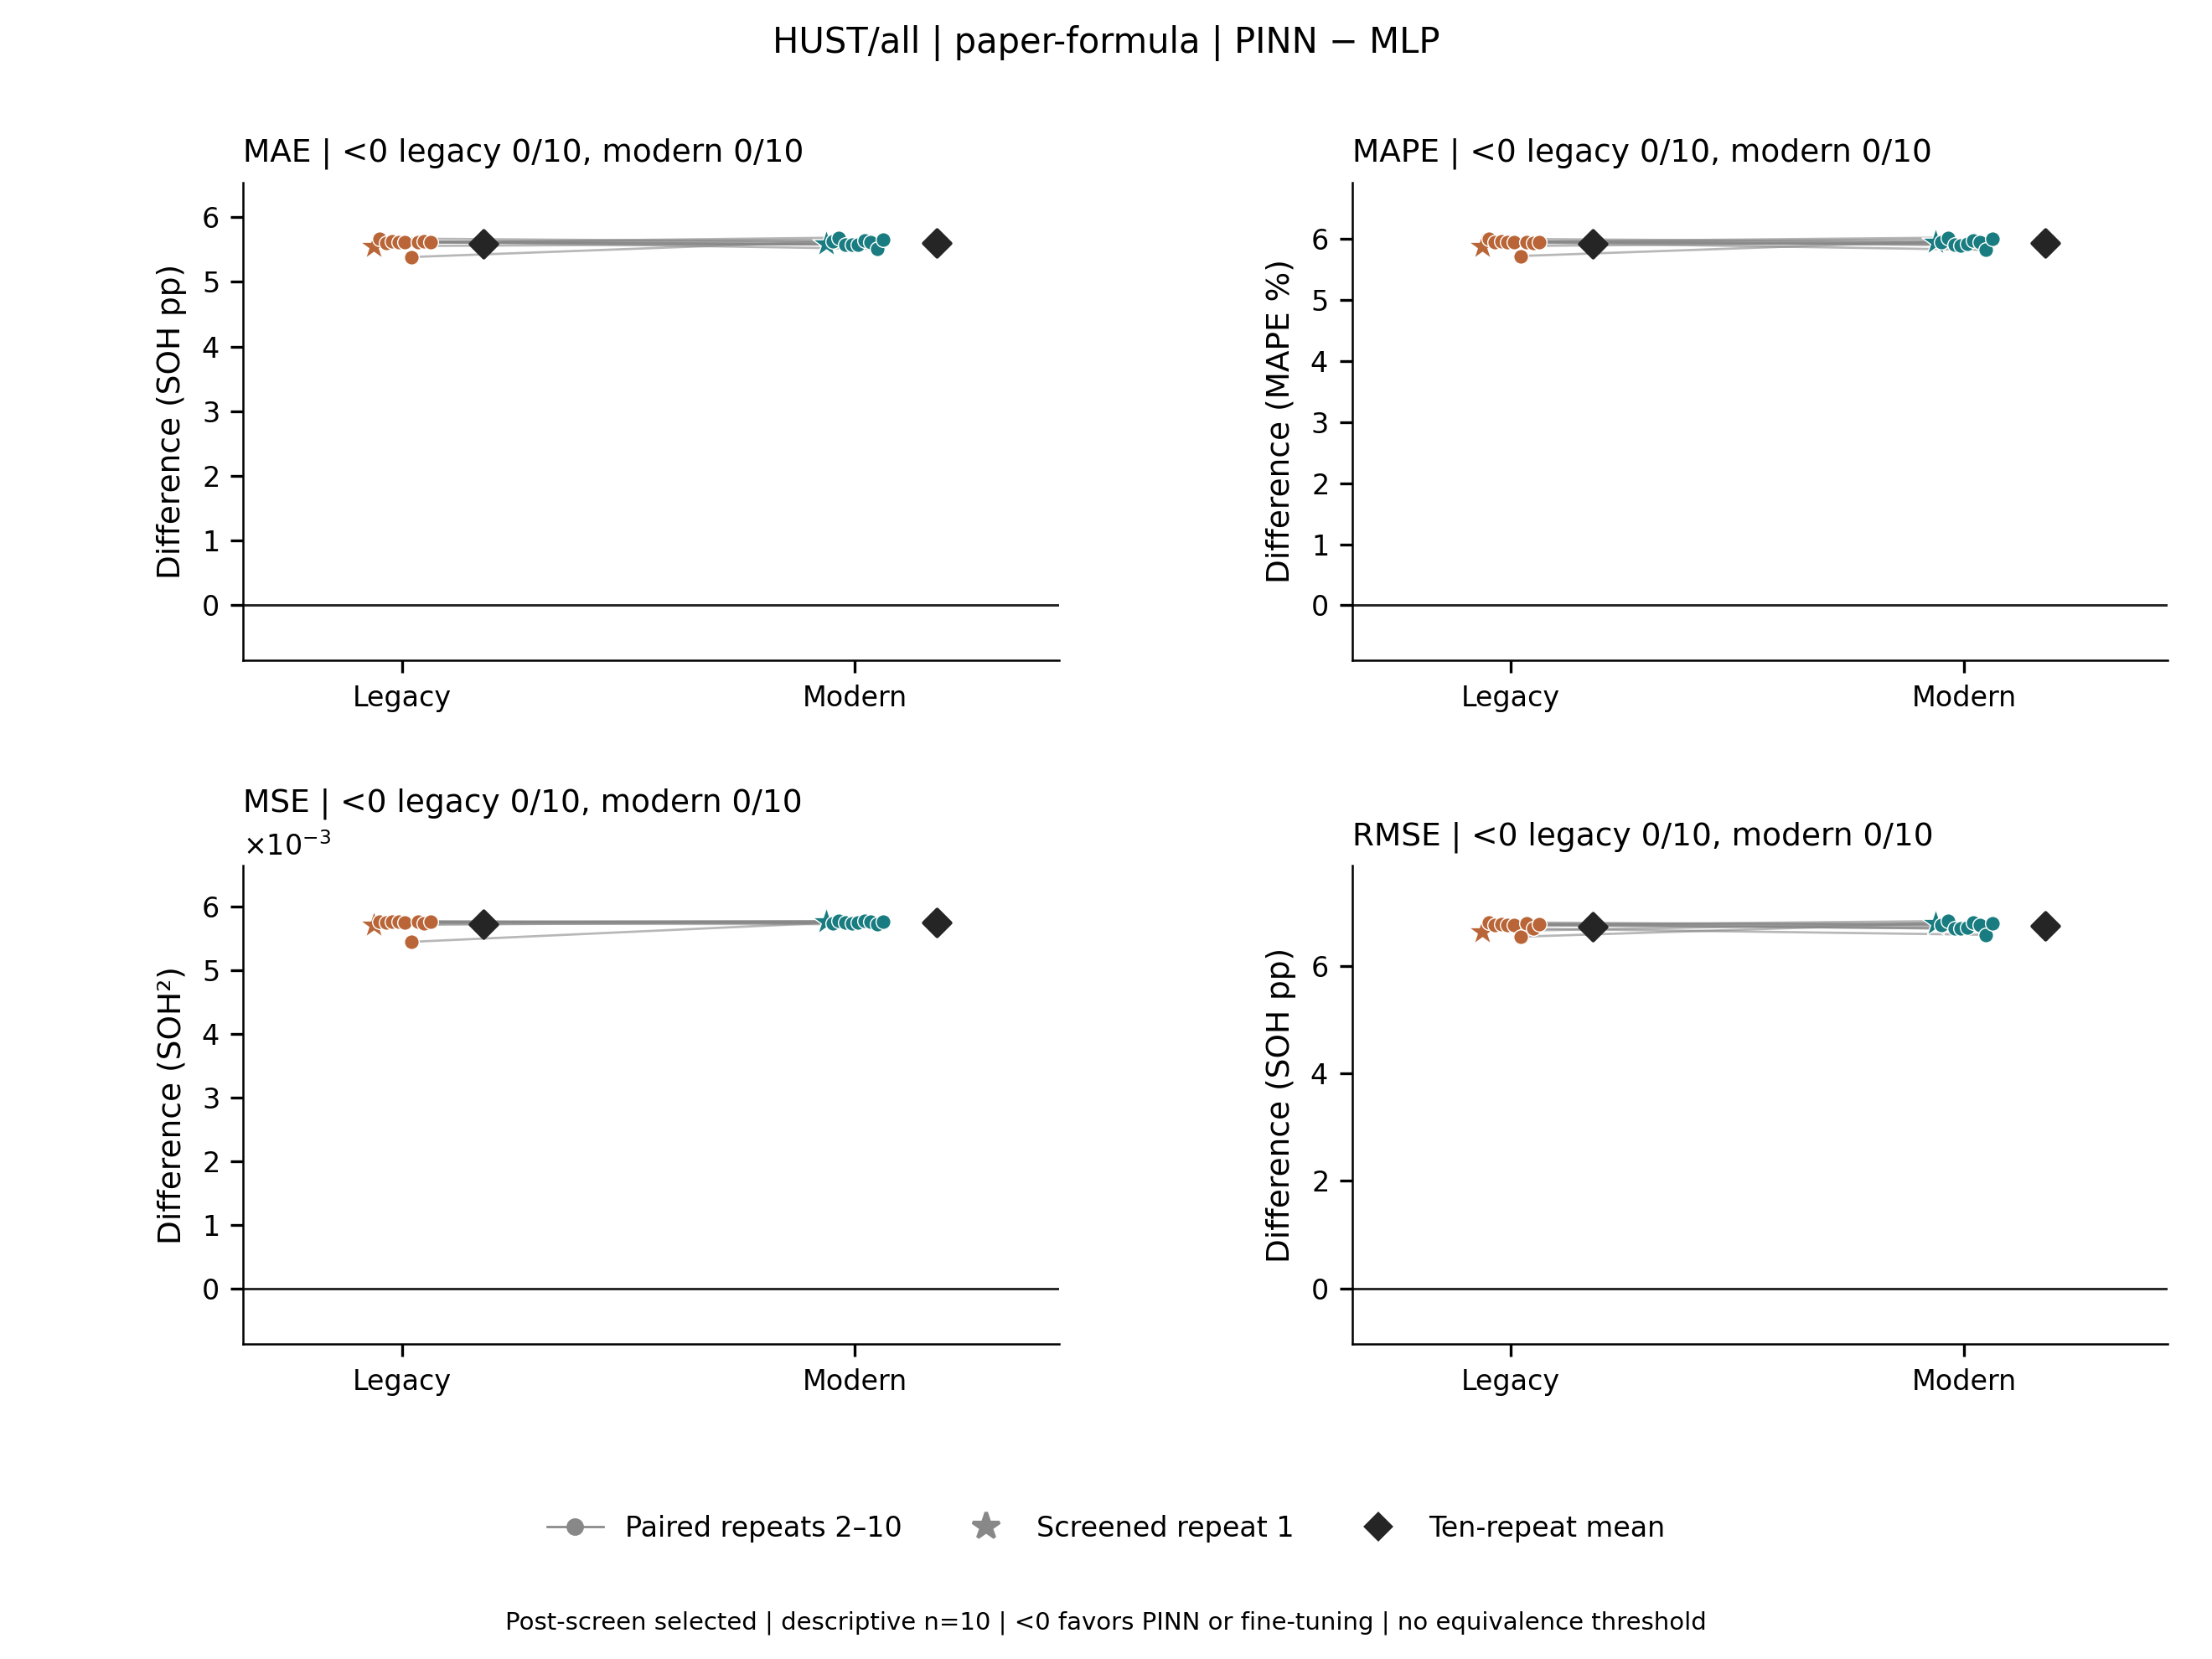 HUST/all | paper-formula | PINN − MLP
MAE | <0 legacy 0/10, modern 0/10
Difference (SOH pp)
6
5
4
3
2
1
0
Legacy
Modern
MAPE | <0 legacy 0/10, modern 0/10
Difference (MAPE %)
6
5
4
3
2
1
0
Legacy
Modern
MSE | <0 legacy 0/10, modern 0/10
×10⁻³
Difference (SOH²)
6
5
4
3
2
1
0
Legacy
Modern
RMSE | <0 legacy 0/10, modern 0/10
Difference (SOH pp)
6
4
2
0
Legacy
Modern
Paired repeats 2–10
Screened repeat 1
Ten-repeat mean
Post-screen selected | descriptive n=10 | <0 favors PINN or fine-tuning | no equivalence threshold